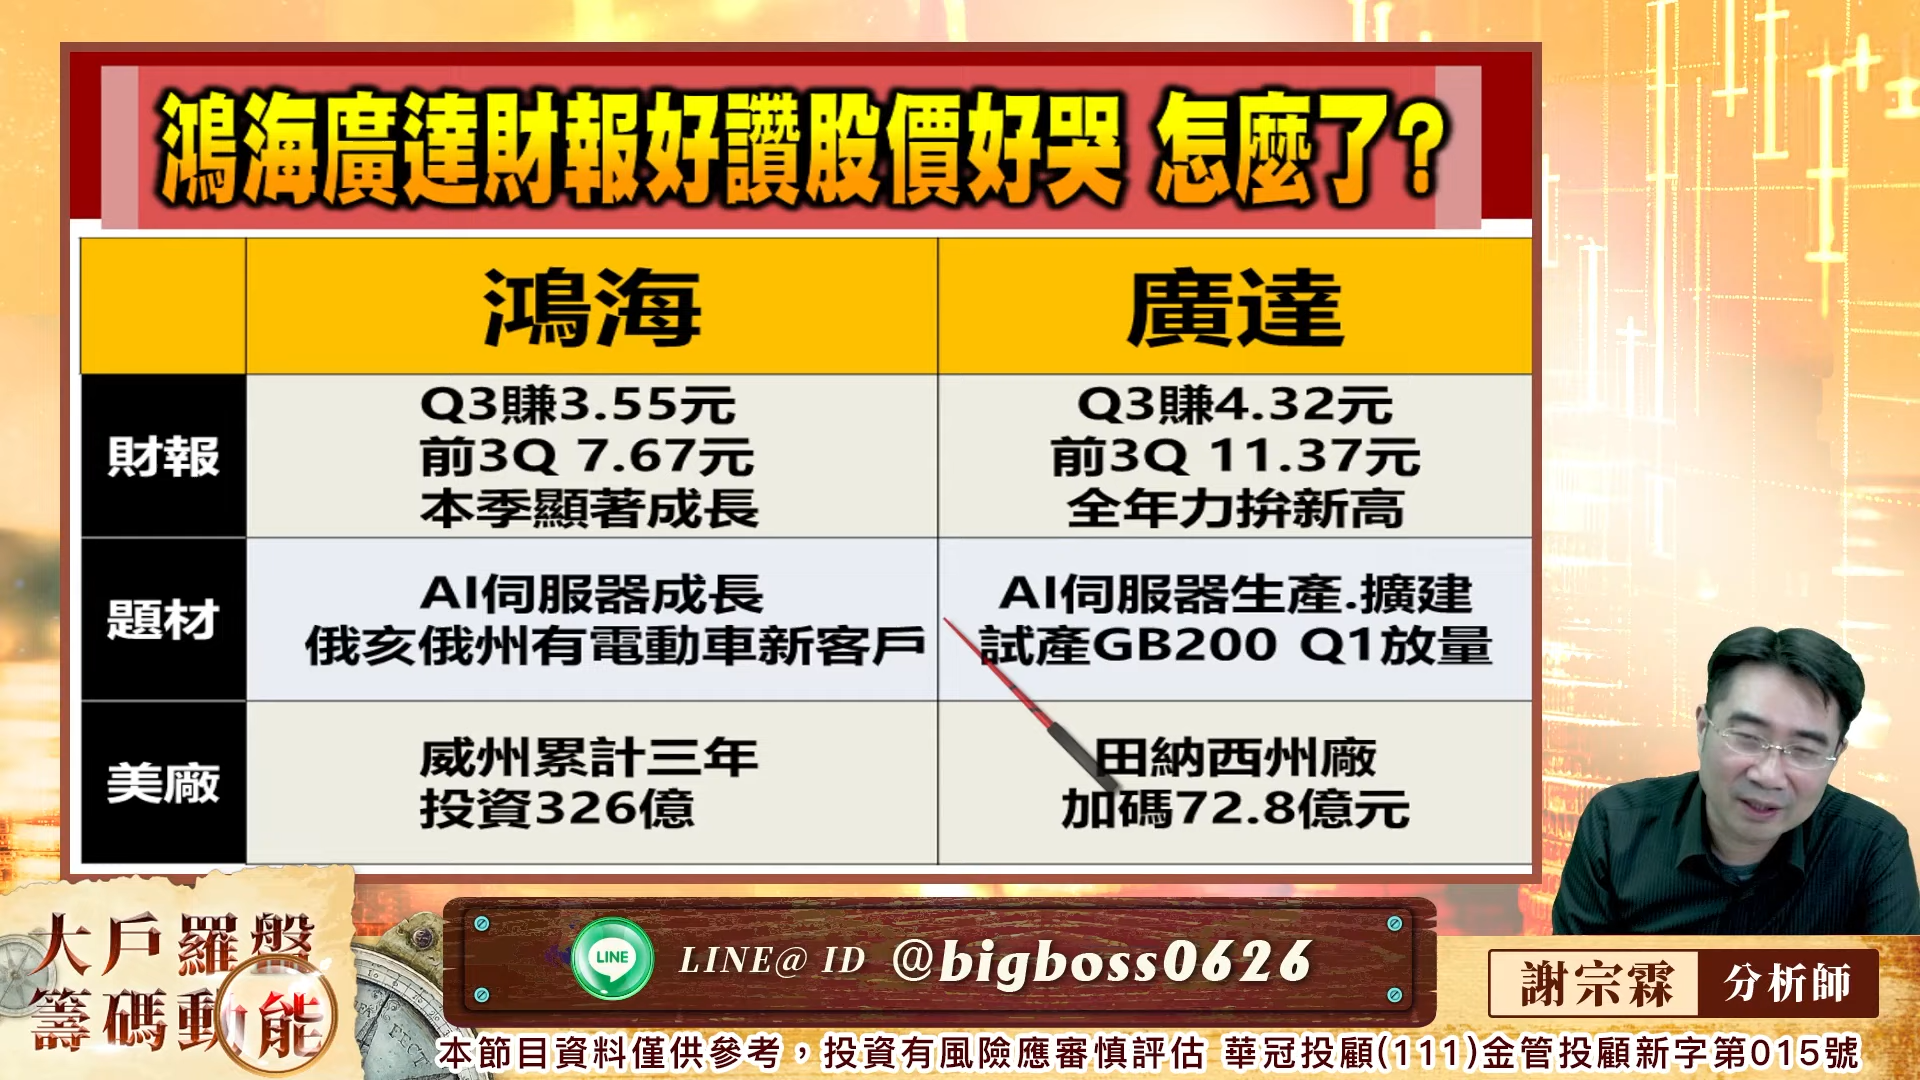 鴻海廣達財報好讚股價好哭 怎麼了?
鴻海
廣達
財報
Q3賺3.55元
前3Q 7.67元
本季顯著成長
Q3賺4.32元
前3Q 11.37元
全年力拚新高
題材
AI伺服器成長
俄亥俄州有電動車新客戶
AI伺服器生產.擴建
試產GB200 Q1放量
美廠
威州累計三年
投資326億
田納西州廠
加碼72.8億元
大戶羅盤
籌碼動能
LINE
LINE@ ID @bigboss0626
謝宗霖 分析師
本節目資料僅供參考，投資有風險應審慎評估 華冠投顧(111)金管投顧新字第015號